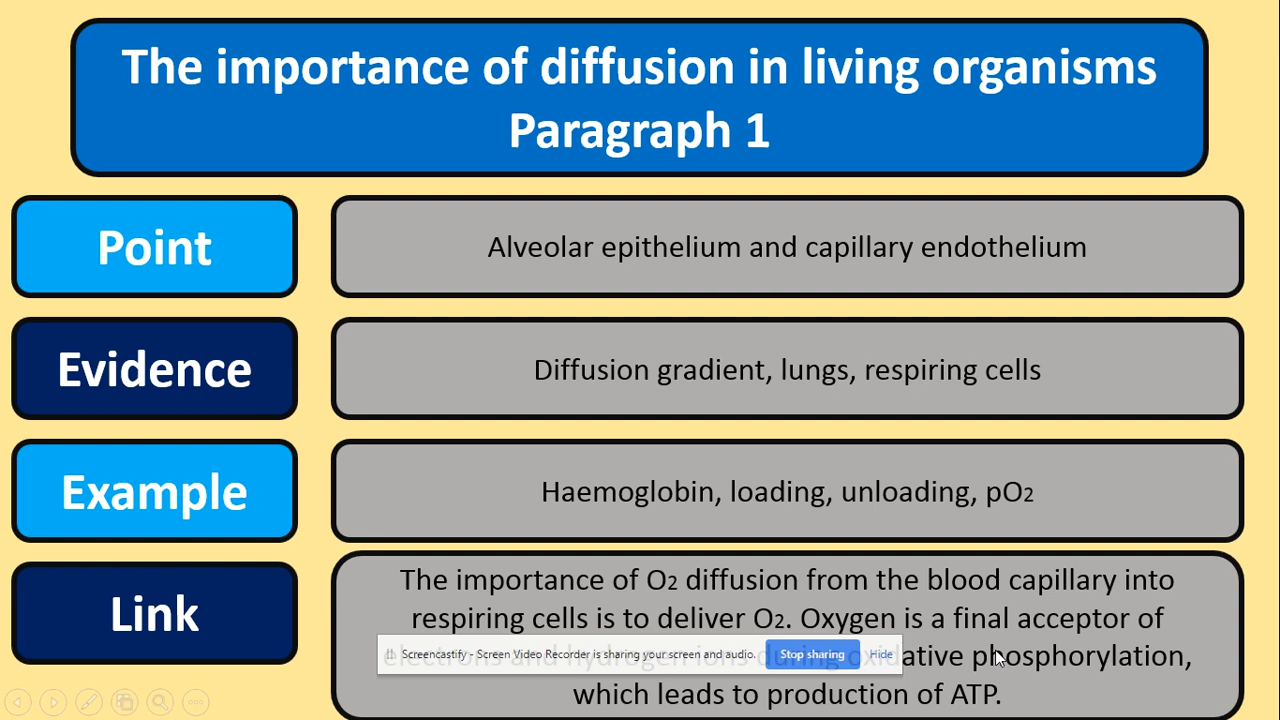 The importance of diffusion in living organisms
Paragraph 1
Point
Alveolar epithelium and capillary endothelium
Evidence
Diffusion gradient, lungs, respiring cells
Example
Haemoglobin, loading, unloading, pO2
Link
The importance of O2 diffusion from the blood capillary into
respiring cells is to deliver O2. Oxygen is a final acceptor of
electrons and hydrogen ions during oxidative phosphorylation,
which leads to production of ATP.
Screencastify - Screen Video Recorder is sharing your screen and audio.
Stop sharing
Hide